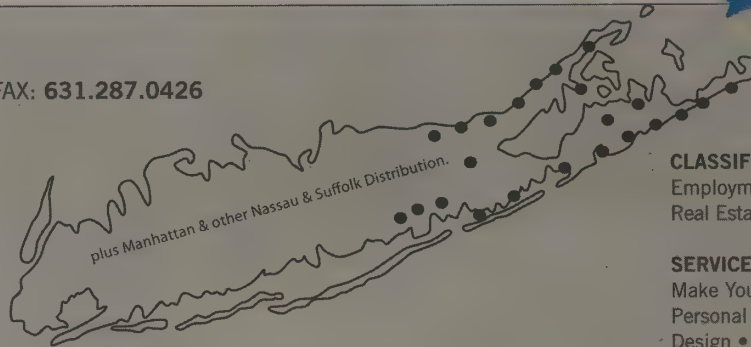 FAX: 631.287.0426
plus Manhattan & other Nassau & Suffolk Distribution.
CLASSIF
Employm
Real Esta
SERVICE
Make You
Personal
Design •